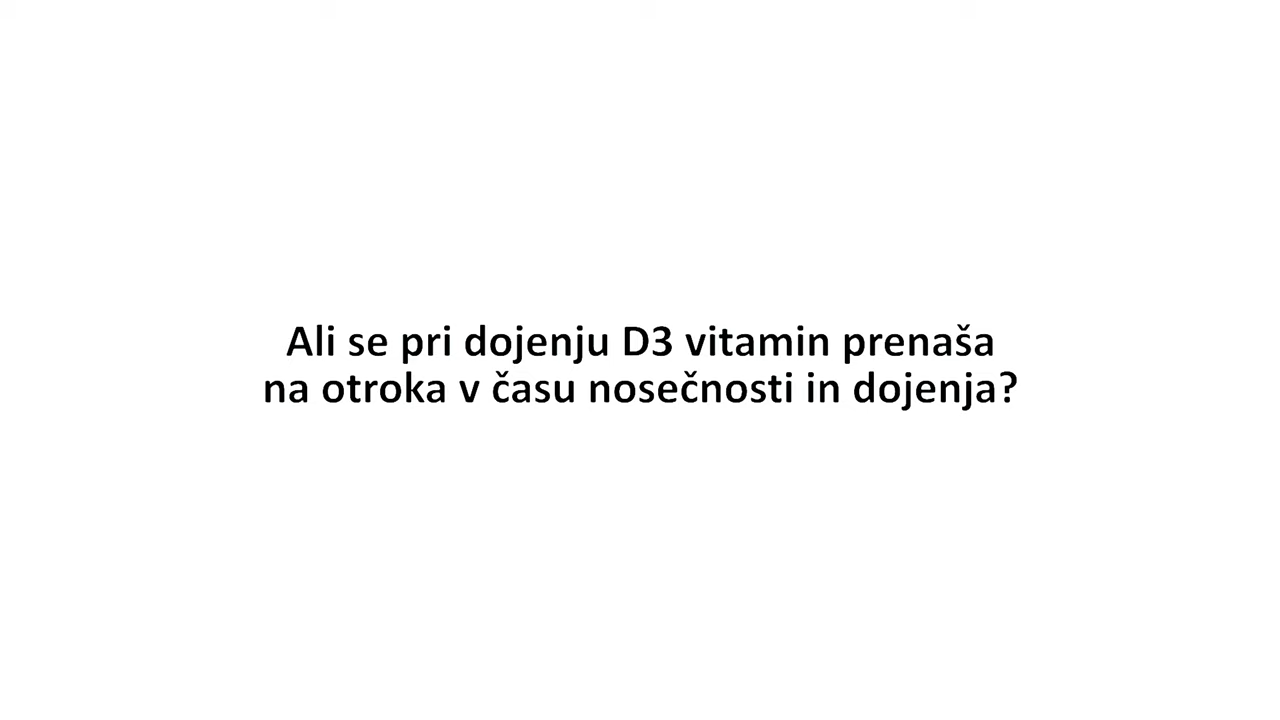 Ali se pri dojenju D3 vitamin prenaša
na otroka v času nosečnosti in dojenja?